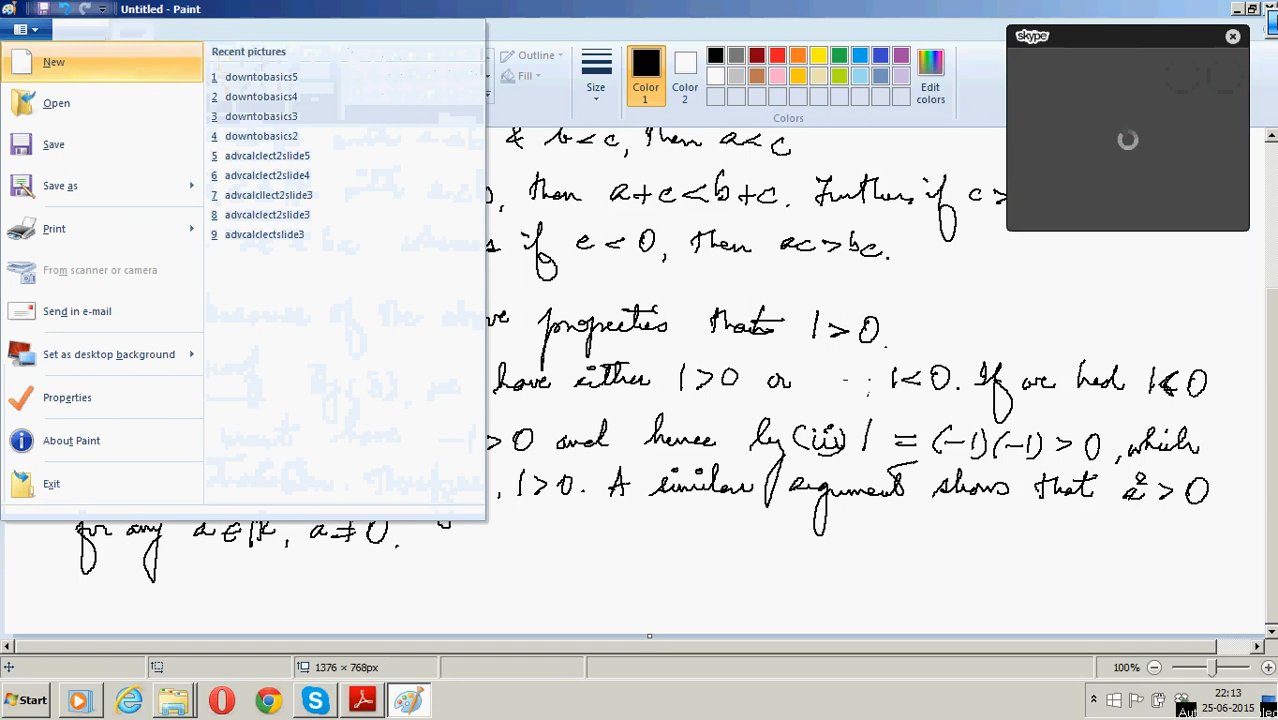 Untitled - Paint
New
Open
Save
Save as
Print
From scanner or camera
Send in e-mail
Set as desktop background
Properties
About Paint
Exit
Recent pictures
1 downtobasics5
2 downtobasics4
3 downtobasics3
4 downtobasics2
5 advcalclect2slide5
6 advcalclect2slide4
7 advcalcllect2slide3
8 advcalclect2slide3
9 advcalclectslide3
Outline
Fill
Size
Color 1
Color 2
Edit colors
Colors
skype
& b < c, then a < c
, then a + c < b + c. Further if c >
if c < 0, then ac > bc.
properties that 1 > 0.
have either 1 > 0 or 1 < 0. If we had 1 < 0
> 0 and hence by (iii) 1 = (-1)(-1) > 0, which
, 1 > 0. A similar argument shows that a² > 0
for any a ∈ ℝ, a ≠ 0.
1376 × 768px
100%
Start
22:13
25-06-2015